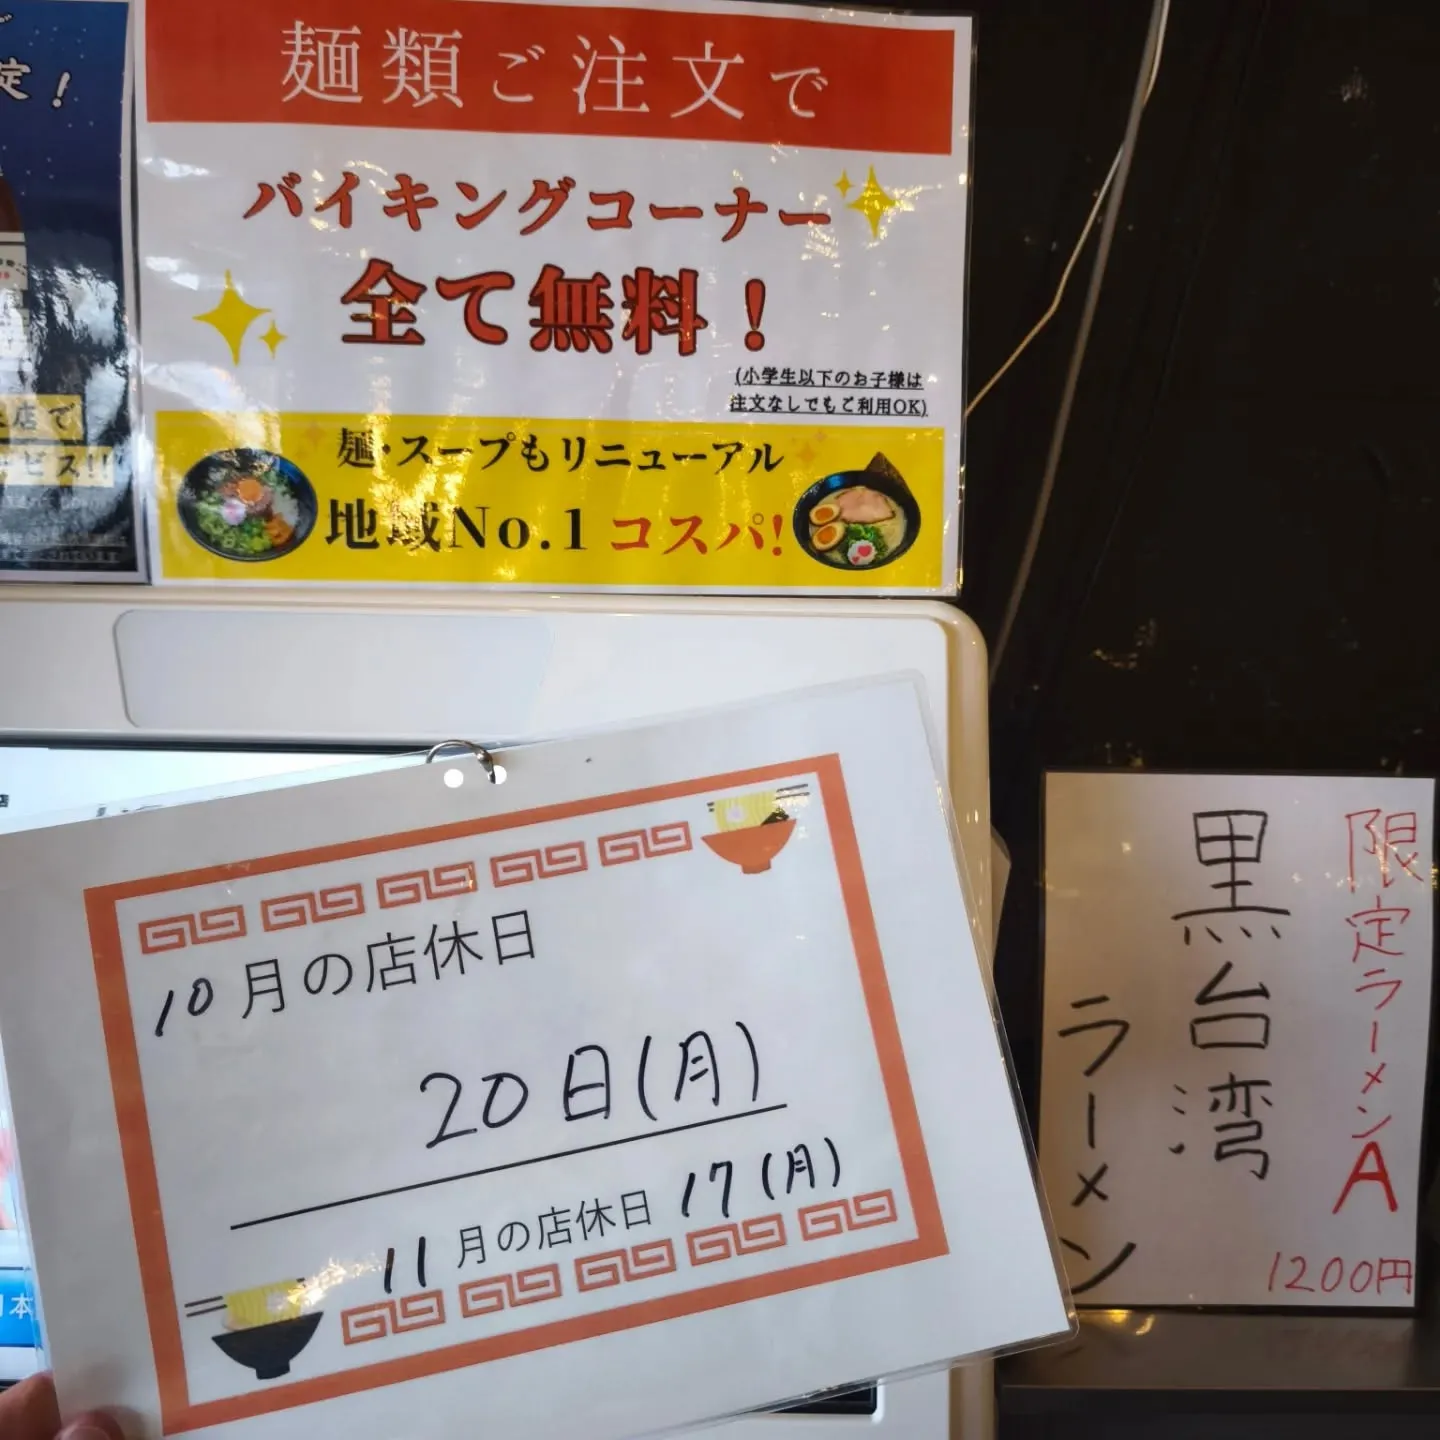 定！
麺類ご注文で
バイキングコーナー
全て無料！
(小学生以下のお子様は
注文なしでもご利用OK)
麺・スープもリニューアル
地域No.1 コスパ!
店で
ビス!!
10月の店休日
20日(月)
11月の店休日 17(月)
限定ラーメンA
黒台湾
ラーメン
1200円